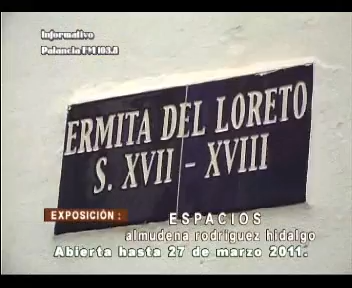 Informativo
Palancia FM 103.8
ERMITA DEL LORETO
S. XVII - XVIII
EXPOSICIÓN :
ESPACIOS
almudena rodriguez hidalgo
Abierta hasta 27 de marzo 2011.